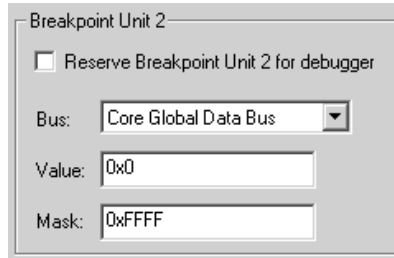 Breakpoint Unit 2
Reserve Breakpoint Unit 2 for debugger
Bus: Core Global Data Bus
Value: 0x0
Mask: 0xFFFF